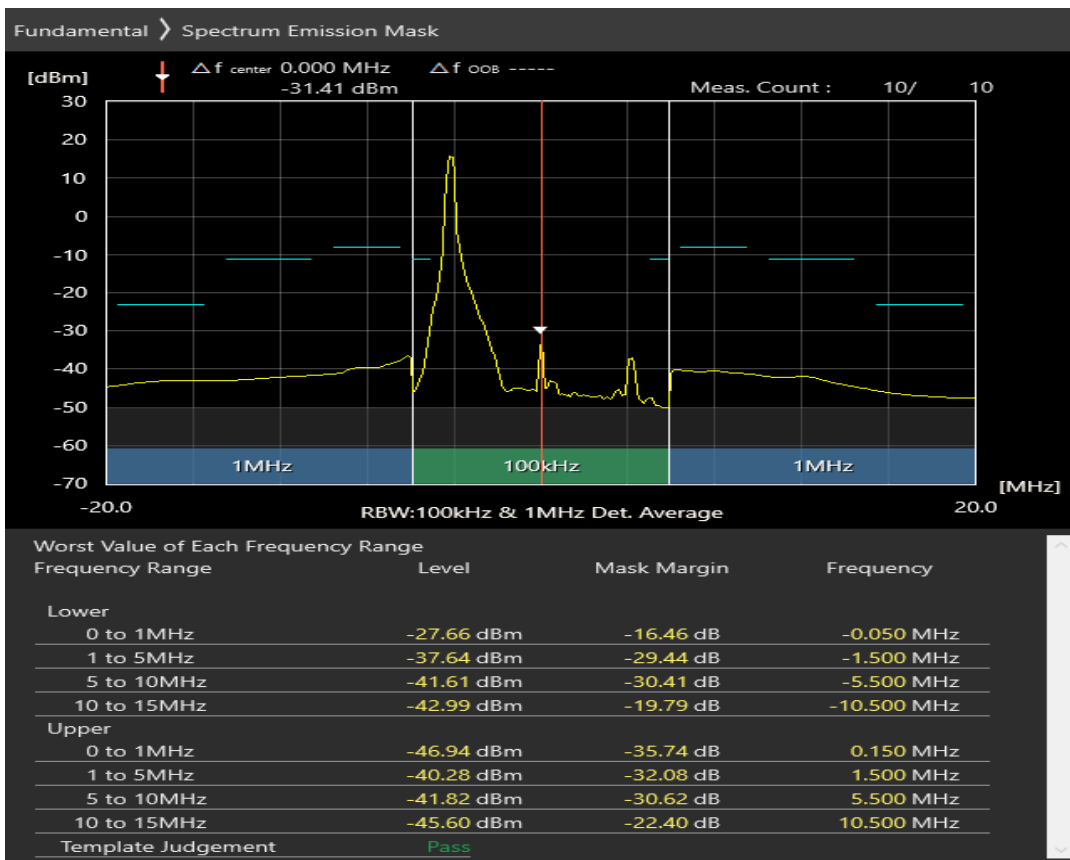 Fundamental 》 Spectrum Emission Mask
[dBm] △f center 0.000 MHz △f OOB -----
-31.41 dBm Meas. Count : 10/ 10
30
20
10
0
-10
-20
-30
-40
-50
-60
1MHz 100kHz 1MHz
-70
[MHz]
-20.0 RBW:100kHz & 1MHz Det. Average 20.0
Worst Value of Each Frequency Range
Frequency Range Level Mask Margin Frequency
Lower
0 to 1MHz -27.66 dBm -16.46 dB -0.050 MHz
1 to 5MHz -37.64 dBm -29.44 dB -1.500 MHz
5 to 10MHz -41.61 dBm -30.41 dB -5.500 MHz
10 to 15MHz -42.99 dBm -19.79 dB -10.500 MHz
Upper
0 to 1MHz -46.94 dBm -35.74 dB 0.150 MHz
1 to 5MHz -40.28 dBm -32.08 dB 1.500 MHz
5 to 10MHz -41.82 dBm -30.62 dB 5.500 MHz
10 to 15MHz -45.60 dBm -22.40 dB 10.500 MHz
Template Judgement Pass